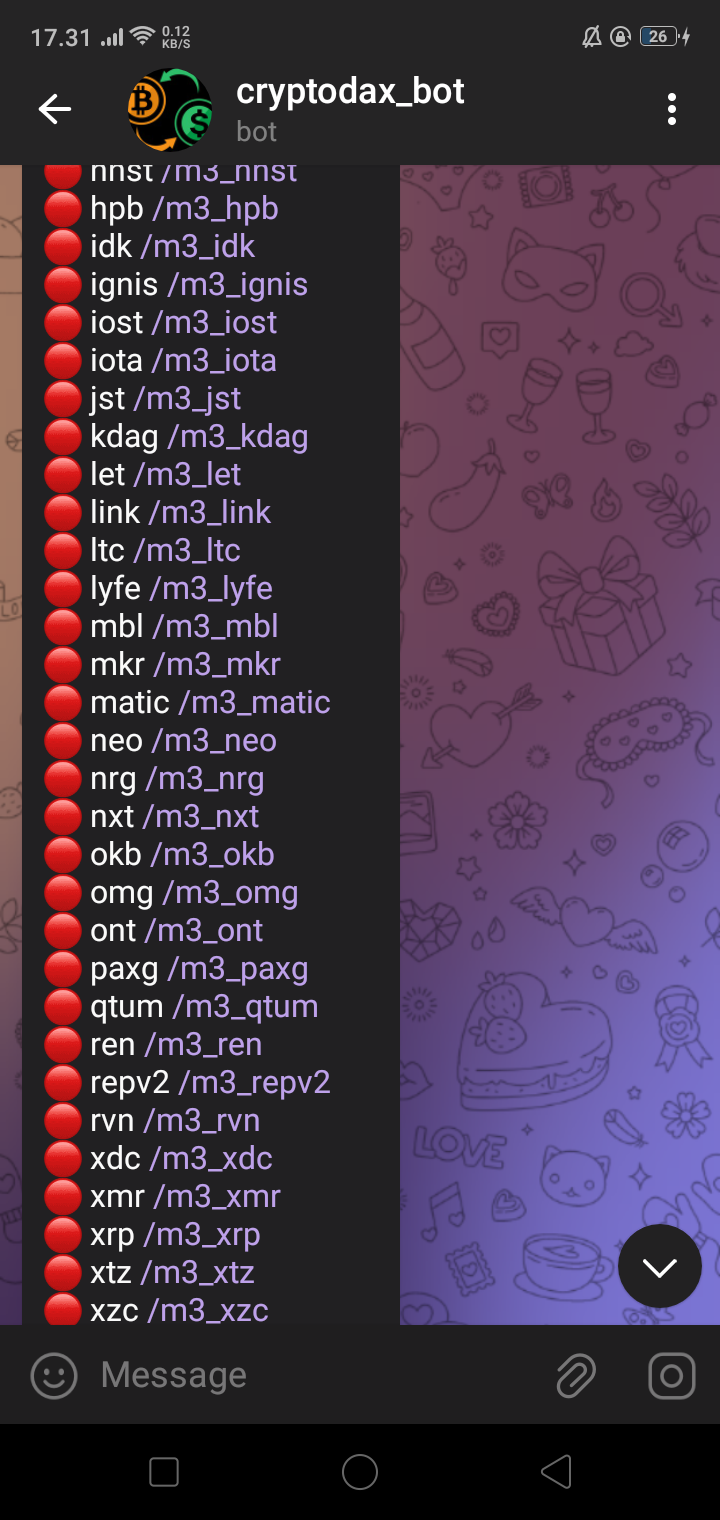 17.31 0.12 KB/S 26
cryptodax_bot
bot
hnst /m3_hnst
hpb /m3_hpb
idk /m3_idk
ignis /m3_ignis
iost /m3_iost
iota /m3_iota
jst /m3_jst
kdag /m3_kdag
let /m3_let
link /m3_link
ltc /m3_ltc
lyfe /m3_lyfe
mbl /m3_mbl
mkr /m3_mkr
matic /m3_matic
neo /m3_neo
nrg /m3_nrg
nxt /m3_nxt
okb /m3_okb
omg /m3_omg
ont /m3_ont
paxg /m3_paxg
qtum /m3_qtum
ren /m3_ren
repv2 /m3_repv2
rvn /m3_rvn
xdc /m3_xdc
LOVE
xmr /m3_xmr
xrp /m3_xrp
xtz /m3_xtz
xzc /m3_xzc
Message